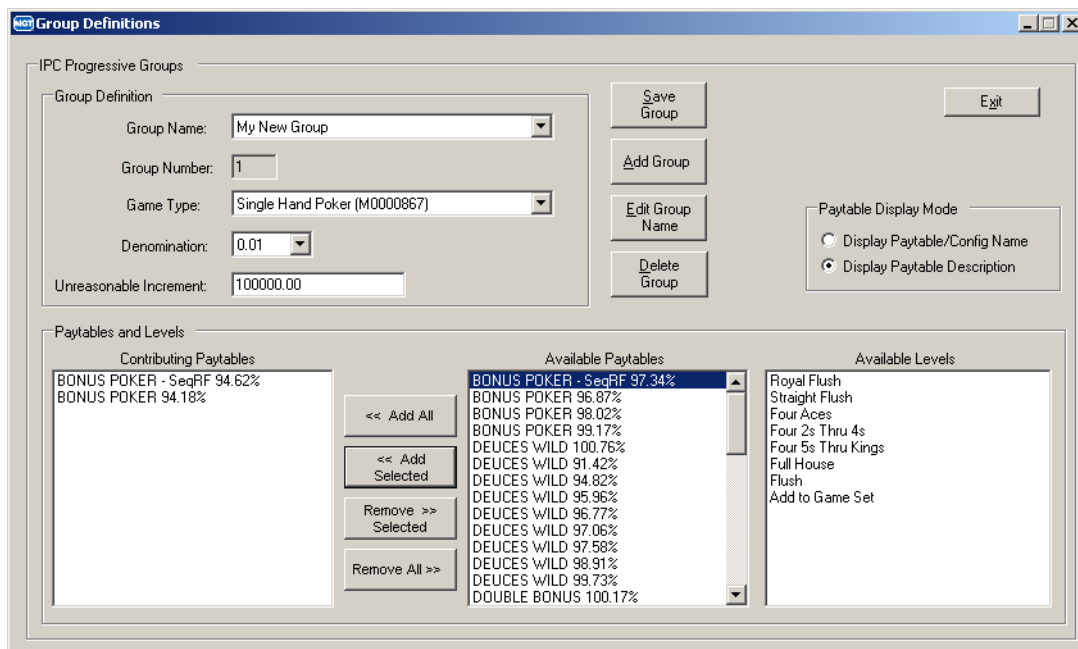 NGT Group Definitions
IPC Progressive Groups
Group Definition
Group Name: My New Group
Group Number: 1
Game Type: Single Hand Poker (M0000867)
Denomination: 0.01
Unreasonable Increment: 100000.00
Save
Group
Add Group
Edit Group
Name
Delete
Group
Exit
Paytable Display Mode
Display Paytable/Config Name
Display Paytable Description
Paytables and Levels
Contributing Paytables
BONUS POKER - SeqRF 94.62%
BONUS POKER 94.18%
<< Add All
<< Add
Selected
Remove >>
Selected
Remove All >>
Available Paytables
BONUS POKER - SeqRF 97.34%
BONUS POKER 96.87%
BONUS POKER 98.02%
BONUS POKER 99.17%
DEUCES WILD 100.76%
DEUCES WILD 91.42%
DEUCES WILD 94.82%
DEUCES WILD 95.96%
DEUCES WILD 96.77%
DEUCES WILD 97.06%
DEUCES WILD 97.58%
DEUCES WILD 98.91%
DEUCES WILD 99.73%
DOUBLE BONUS 100.17%
Available Levels
Royal Flush
Straight Flush
Four Aces
Four 2s Thru 4s
Four 5s Thru Kings
Full House
Flush
Add to Game Set